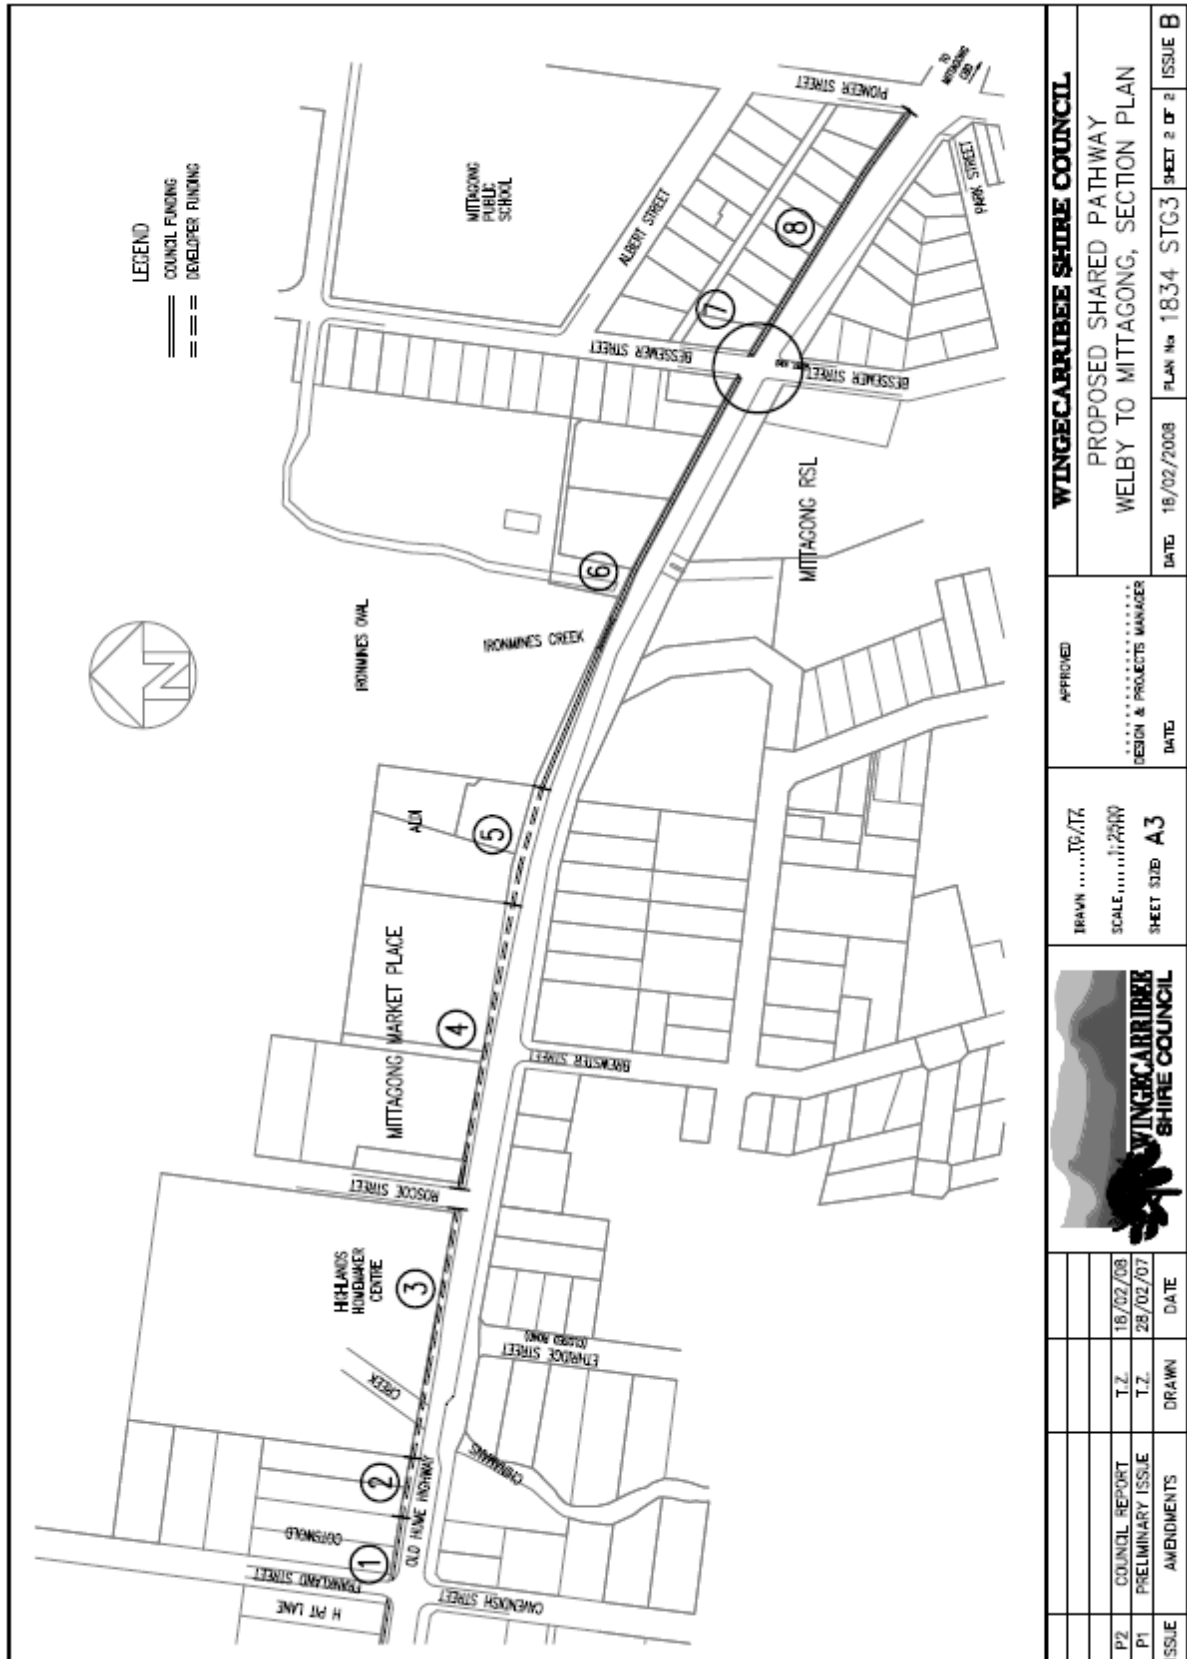 LEGEND
COUNCIL FUNDING
DEVELOPER FUNDING
N
H PIT LANE
FRANKLAND STREET
COTSWOLD
1
2
OLD HUME HIGHWAY
CAVENDISH STREET
CREEK
CHINAMANS
HIGHLANDS
HOMEMAKER
CENTRE
3
ETHRIDGE STREET
(CLOSED ROAD)
ROSCOE STREET
MITTAGONG MARKET PLACE
4
BREWSTER STREET
ALDI
5
IRONMINES OVAL
IRONMINES CREEK
6
MITTAGONG RSL
MITTAGONG
PUBLIC
SCHOOL
BESSEMER STREET
BESSEMER STREET
7
ALBERT STREET
8
PIONEER STREET
PARK STREET
TO
MITTAGONG
CBD
P2 COUNCIL REPORT T.Z. 18/02/08
P1 PRELIMINARY ISSUE T.Z. 28/02/07
ISSUE AMENDMENTS DRAWN DATE
WINGECARRIBEE
SHIRE COUNCIL
DRAWN ......TG/TZ
SCALE 1:2500
SHEET SIZE A3
APPROVED
DESIGN & PROJECTS MANAGER
DATE:
WINGECARRIBEE SHIRE COUNCIL
PROPOSED SHARED PATHWAY
WELBY TO MITTAGONG, SECTION PLAN
DATE: 18/02/2008 PLAN No: 1834 STG3 SHEET 2 OF 2 ISSUE B